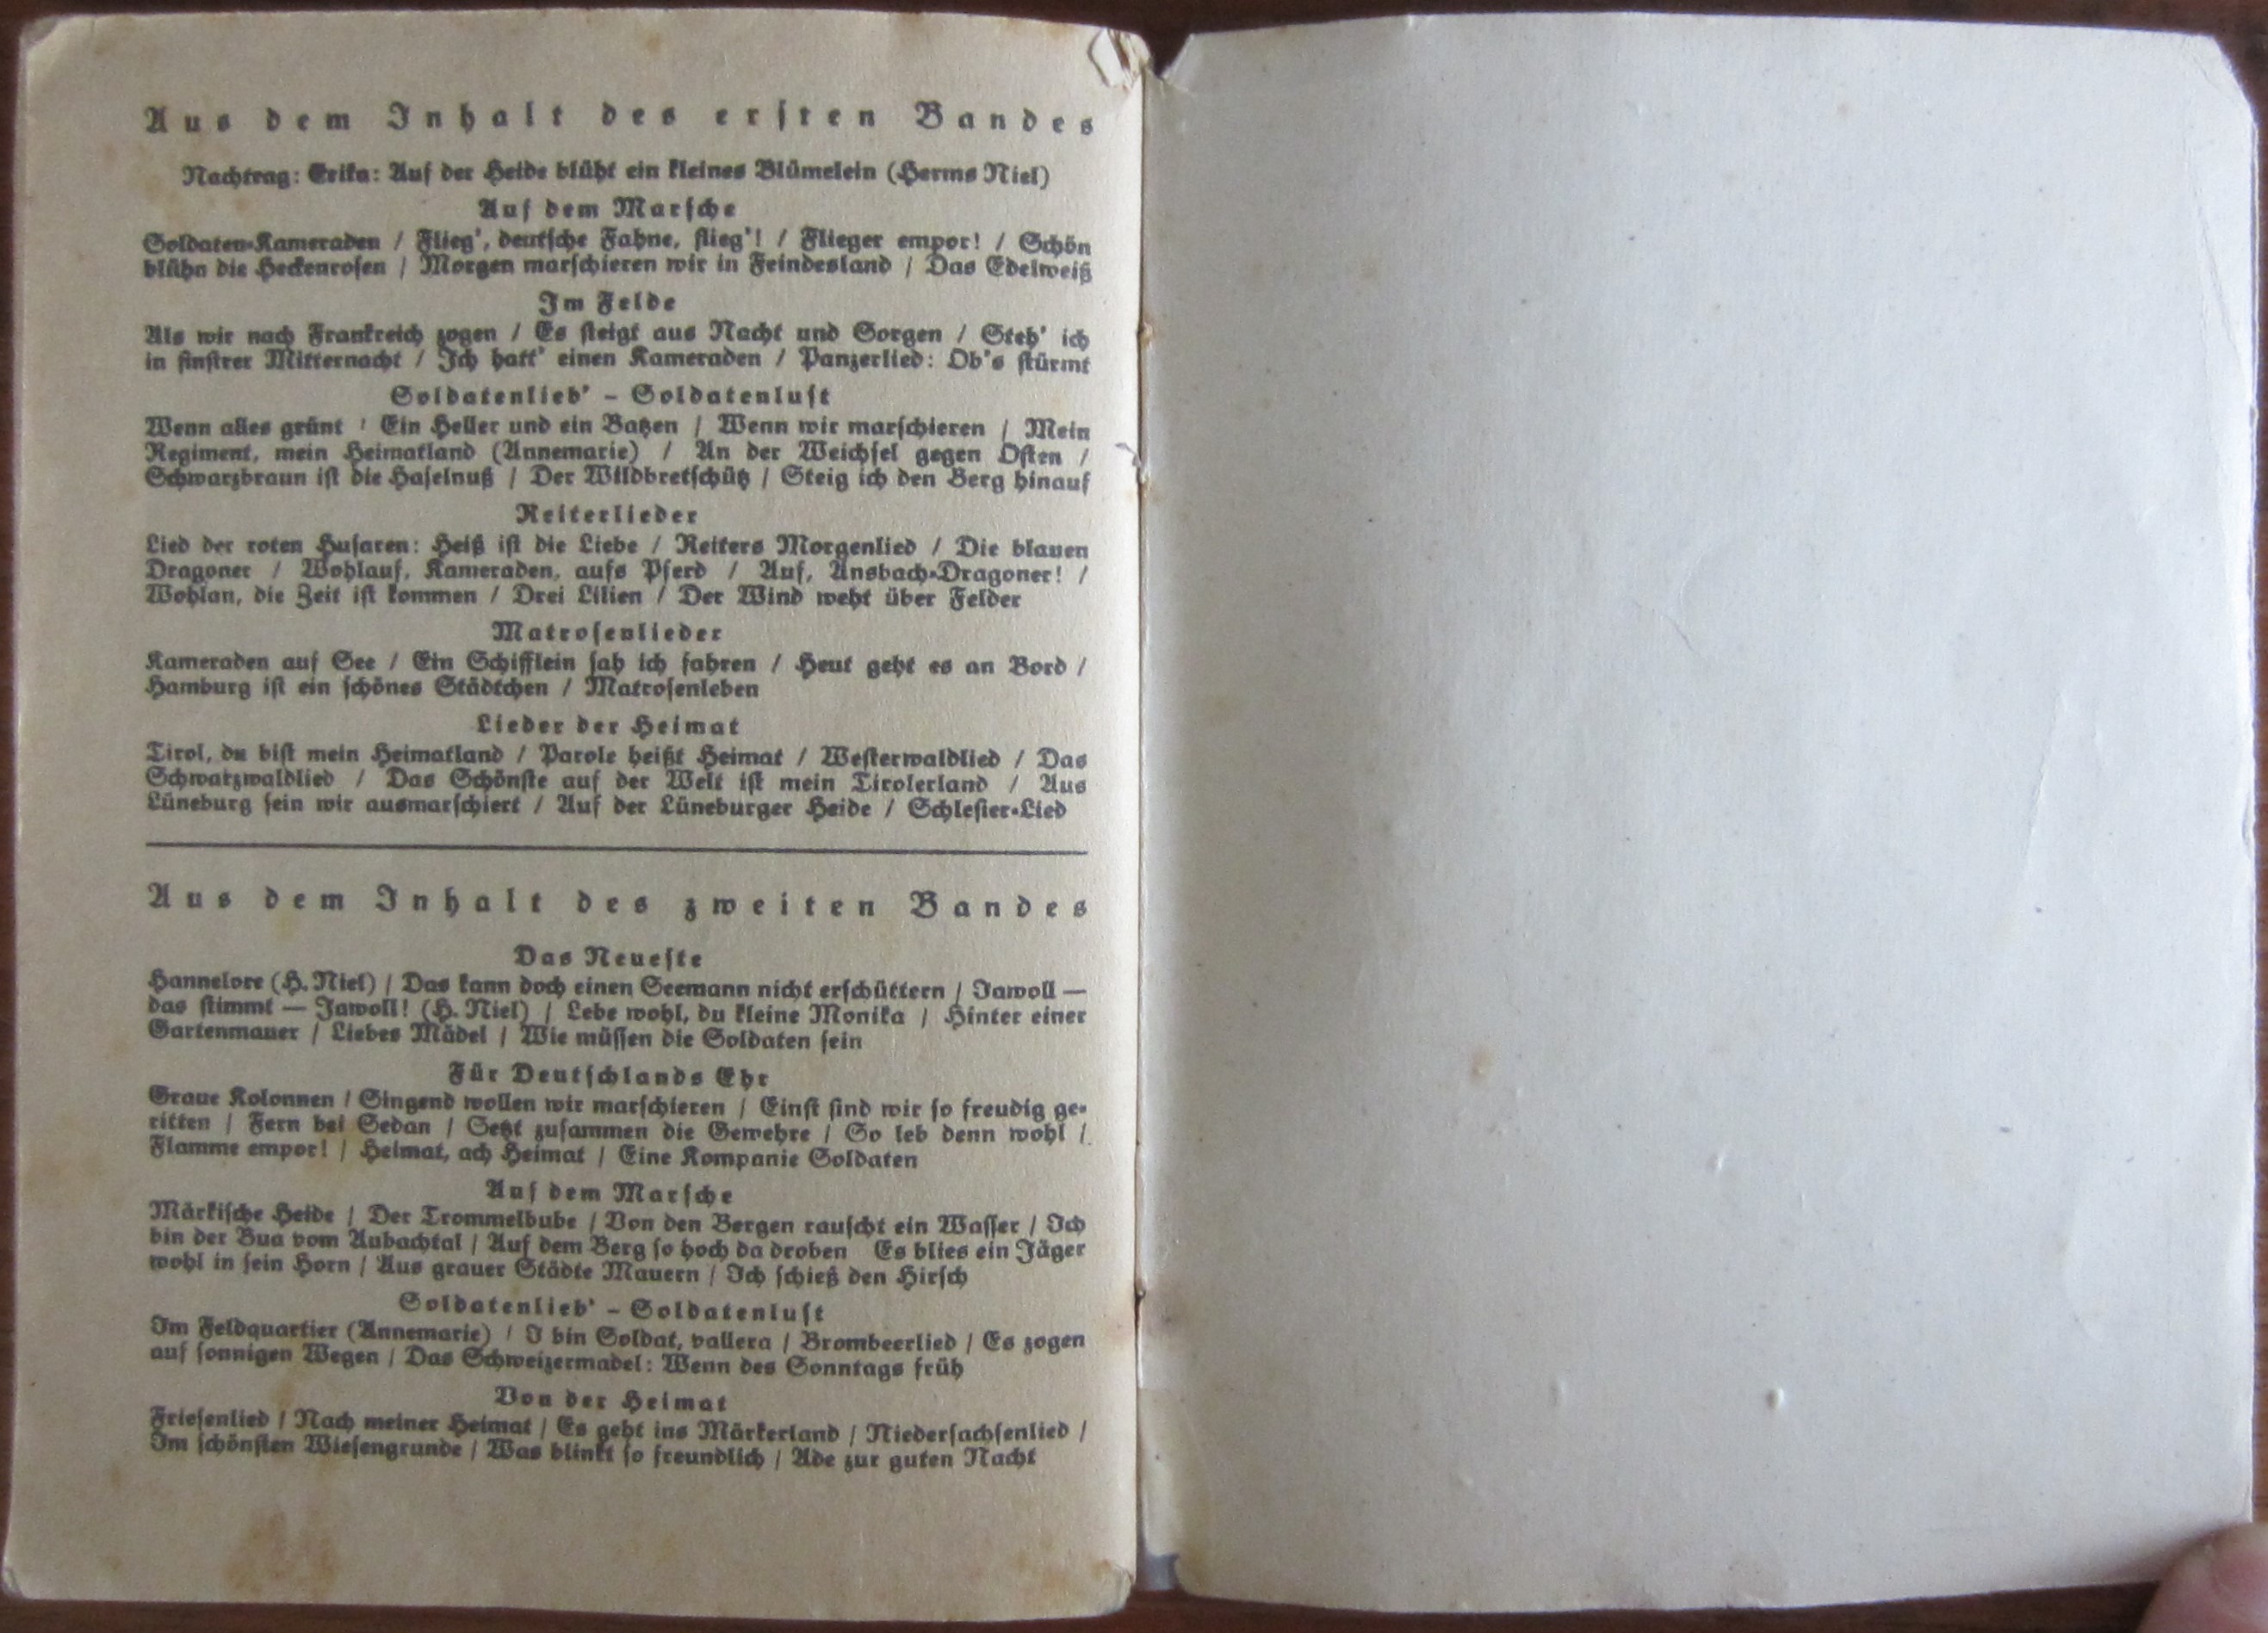 Aus dem Inhalt des ersten Bandes
Nachtrag: Erika: Auf der Heide blüht ein kleines Blümelein (Herms Niel)
Auf dem Marsche
Soldaten-Kameraden / Flieg', deutsche Fahne, flieg'! / Flieger empor! / Schön
blühn die Heckenrosen / Morgen marschieren wir in Feindesland / Das Edelweiß
Im Felde
Als wir nach Frankreich zogen / Es steigt aus Nacht und Sorgen / Steh' ich
in finstrer Mitternacht / Ich hatt' einen Kameraden / Panzerlied: Ob's stürmt
Soldatenlieb' – Soldatenlust
Wenn alles grünt / Ein Heller und ein Batzen / Wenn wir marschieren / Mein
Regiment, mein Heimatland (Annemarie) / An der Weichsel gegen Osten /
Schwarzbraun ist die Haselnuß / Der Wildbretschütz / Steig ich den Berg hinauf
Reiterlieder
Lied der roten Husaren: Heiß ist die Liebe / Reiters Morgenlied / Die blauen
Dragoner / Wohlauf, Kameraden, aufs Pferd / Auf, Ansbach-Dragoner! /
Wohlan, die Zeit ist kommen / Drei Lilien / Der Wind weht über Felder
Matrosenlieder
Kameraden auf See / Ein Schifflein sah ich fahren / Heut geht es an Bord /
Hamburg ist ein schönes Städtchen / Matrosenleben
Lieder der Heimat
Tirol, du bist mein Heimatland / Parole heißt Heimat / Westerwaldlied / Das
Schwarzwaldlied / Das Schönste auf der Welt ist mein Tirolerland / Aus
Lüneburg sein wir ausmarschiert / Auf der Lüneburger Heide / Schlesier-Lied
Aus dem Inhalt des zweiten Bandes
Das Neueste
Hannelore (H. Niel) / Das kann doch einen Seemann nicht erschüttern / Jawoll —
das stimmt — Jawoll! (H. Niel) / Lebe wohl, du kleine Monika / Hinter einer
Gartenmauer / Liebes Mädel / Wie müssen die Soldaten sein
Für Deutschlands Ehr
Graue Kolonnen / Singend wollen wir marschieren / Einst sind wir so freudig ge-
ritten / Fern bei Sedan / Setzt zusammen die Gewehre / So leb denn wohl /
Flamme empor! / Heimat, ach Heimat / Eine Kompanie Soldaten
Auf dem Marsche
Märkische Heide / Der Trommelbube / Von den Bergen rauscht ein Wasser / Ich
bin der Bua vom Aubachtal / Auf dem Berg so hoch da droben Es blies ein Jäger
wohl in sein Horn / Aus grauer Städte Mauern / Ich schieß den Hirsch
Soldatenlieb' – Soldatenlust
Im Feldquartier (Annemarie) / I bin Soldat, vallera / Brombeerlied / Es zogen
auf sonnigen Wegen / Das Schweizermadel: Wenn des Sonntags früh
Von der Heimat
Friesenlied / Nach meiner Heimat / Es geht ins Märkerland / Niedersachsenlied /
Im schönsten Wiesengrunde / Was blinkt so freundlich / Ade zur guten Nacht